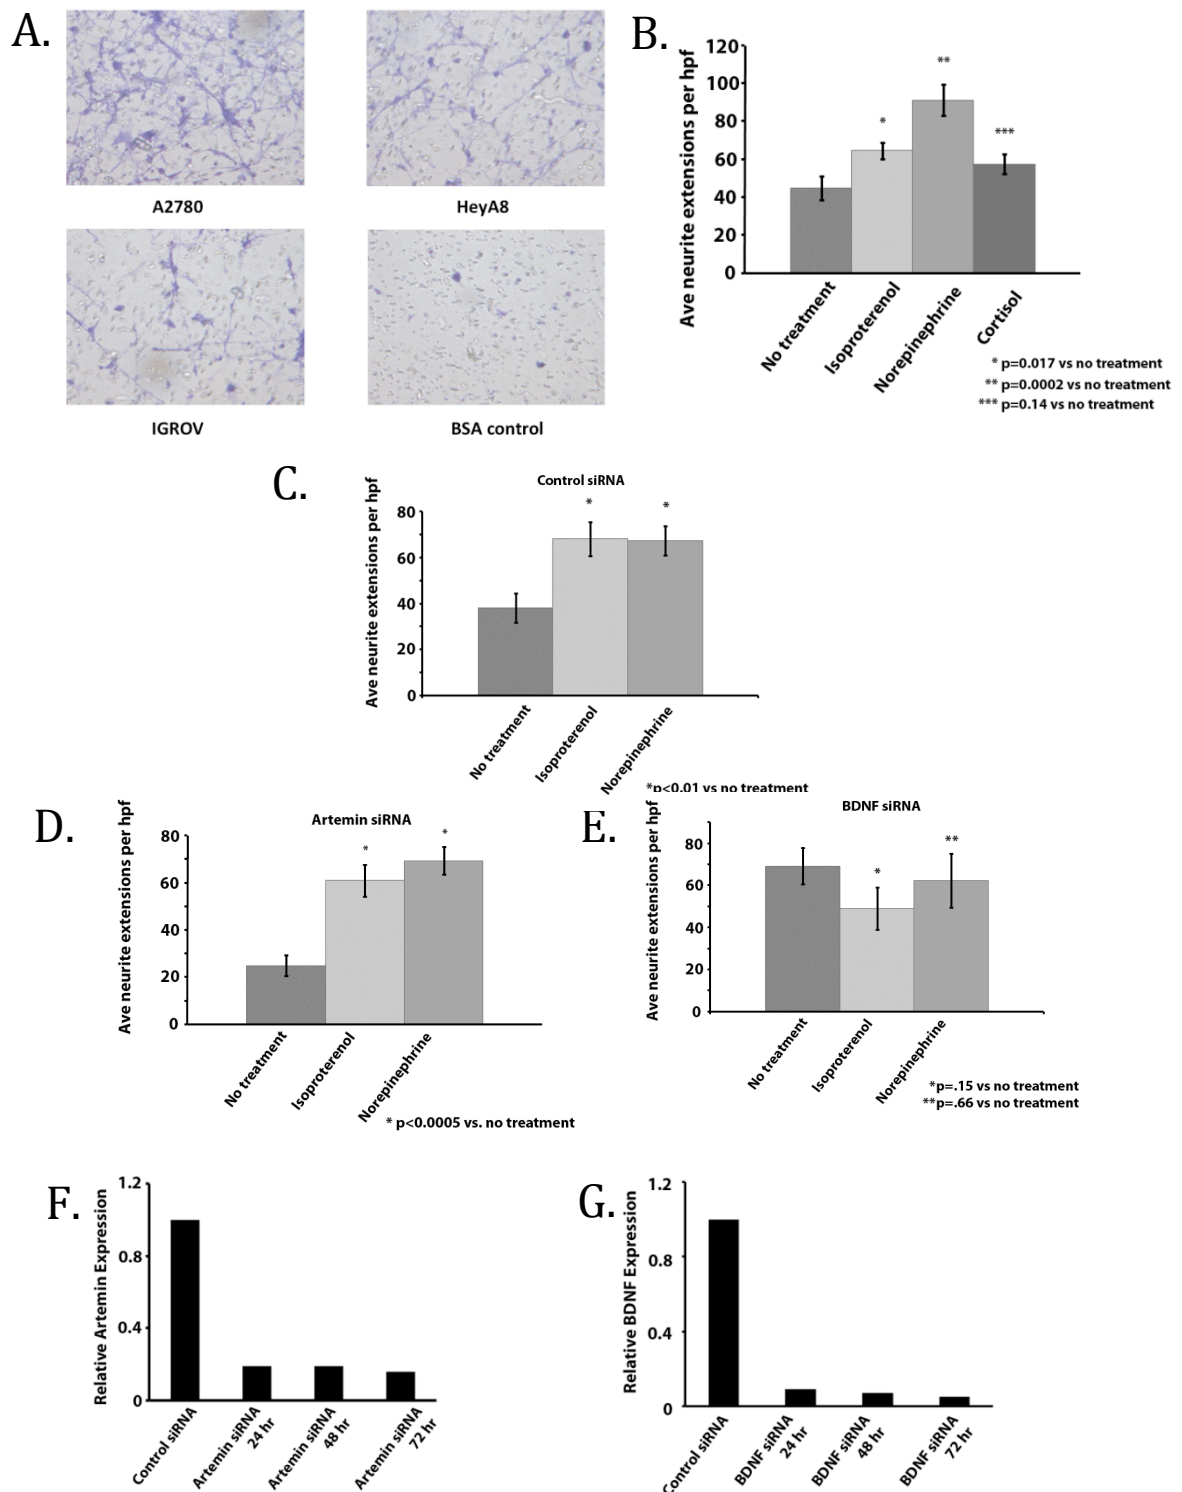 A.
A2780
HeyA8
IGROV
BSA control
B.
Ave neurite extensions per hpf
120
100
80
60
40
20
0
*
**
***
No treatment
Isoproterenol
Norepinephrine
Cortisol
* p=0.017 vs no treatment
** p=0.0002 vs no treatment
*** p=0.14 vs no treatment
C.
Control siRNA
Ave neurite extensions per hpf
80
60
40
20
0
*
*
No treatment
Isoproterenol
Norepinephrine
*p<0.01 vs no treatment
D.
Artemin siRNA
Ave neurite extensions per hpf
80
60
40
20
0
*
*
No treatment
Isoproterenol
Norepinephrine
* p<0.0005 vs. no treatment
E.
BDNF siRNA
Ave neurite extensions per hpf
80
60
40
20
0
*
**
No treatment
Isoproterenol
Norepinephrine
*p=.15 vs no treatment
**p=.66 vs no treatment
F.
Relative Artemin Expression
1.2
0.8
0.4
0
Control siRNA
Artemin siRNA
24 hr
Artemin siRNA
48 hr
Artemin siRNA
72 hr
G.
Relative BDNF Expression
1.2
0.8
0.4
0
Control siRNA
BDNF siRNA
24 hr
BDNF siRNA
48 hr
BDNF siRNA
72 hr